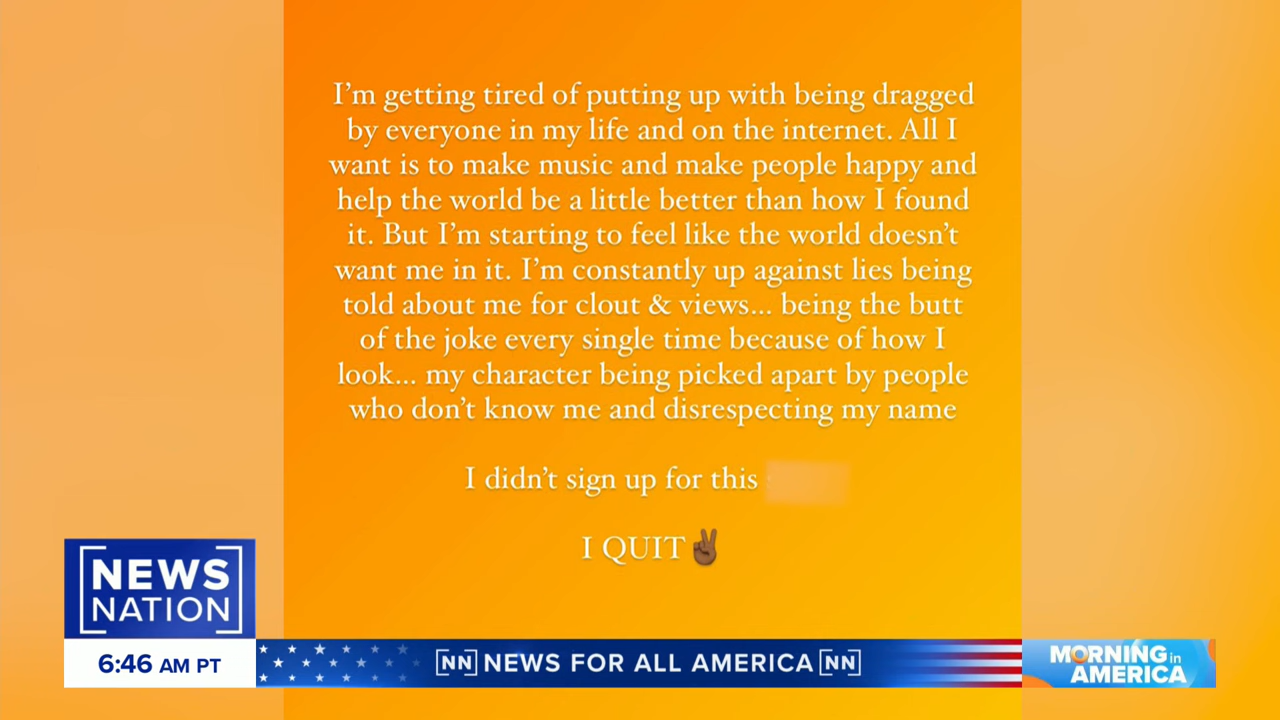 I'm getting tired of putting up with being dragged
by everyone in my life and on the internet. All I
want is to make music and make people happy and
help the world be a little better than how I found
it. But I'm starting to feel like the world doesn't
want me in it. I'm constantly up against lies being
told about me for clout & views... being the butt
of the joke every single time because of how I
look... my character being picked apart by people
who don't know me and disrespecting my name
I didn't sign up for this
I QUIT✌🏾
NEWS
NATION
6:46 AM PT
NN NEWS FOR ALL AMERICA NN
MORNING in
AMERICA